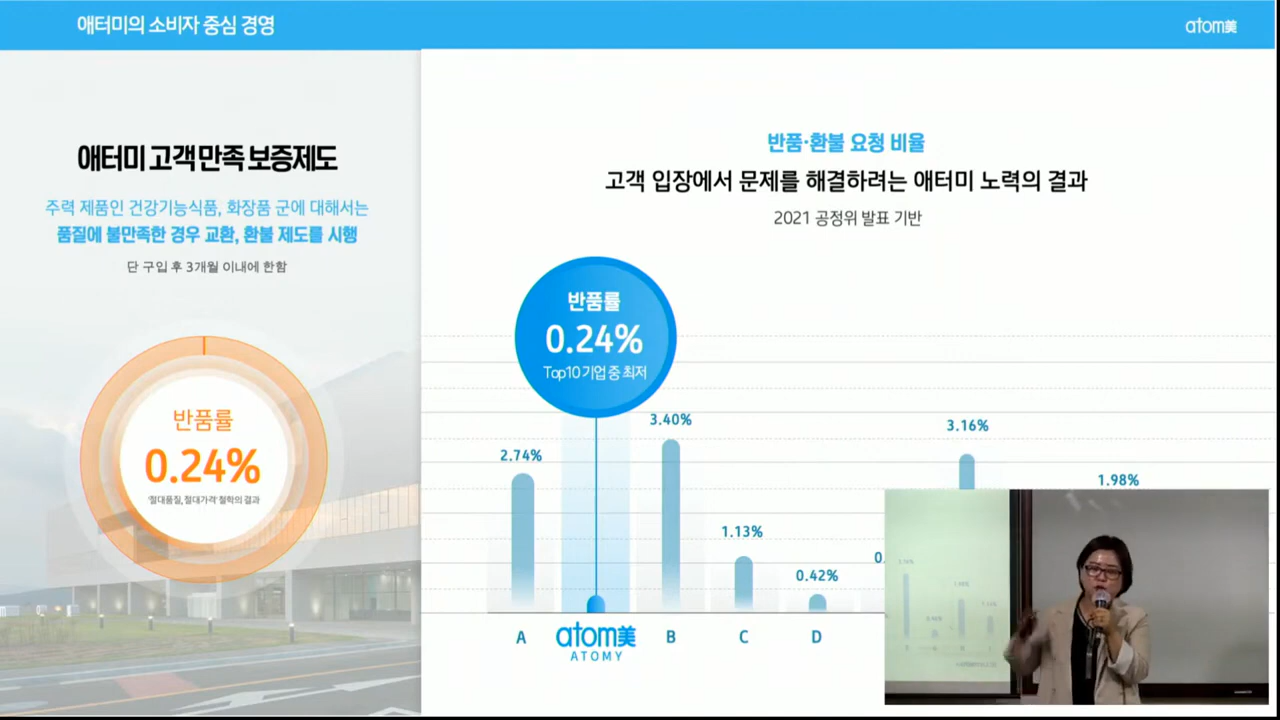 애터미의 소비자 중심 경영
atom美
애터미 고객 만족 보증제도
주력 제품인 건강기능식품, 화장품 군에 대해서는
품질에 불만족한 경우 교환, 환불 제도를 시행
단 구입 후 3개월 이내에 한함
반품률
0.24%
'절대품질, 절대가격' 철학의 결과
반품·환불 요청 비율
고객 입장에서 문제를 해결하려는 애터미 노력의 결과
2021 공정위 발표 기반
반품률
0.24%
Top10 기업 중 최저
2.74%
3.40%
1.13%
0.42%
0.
3.16%
1.98%
A
atom美
ATOMY
B
C
D